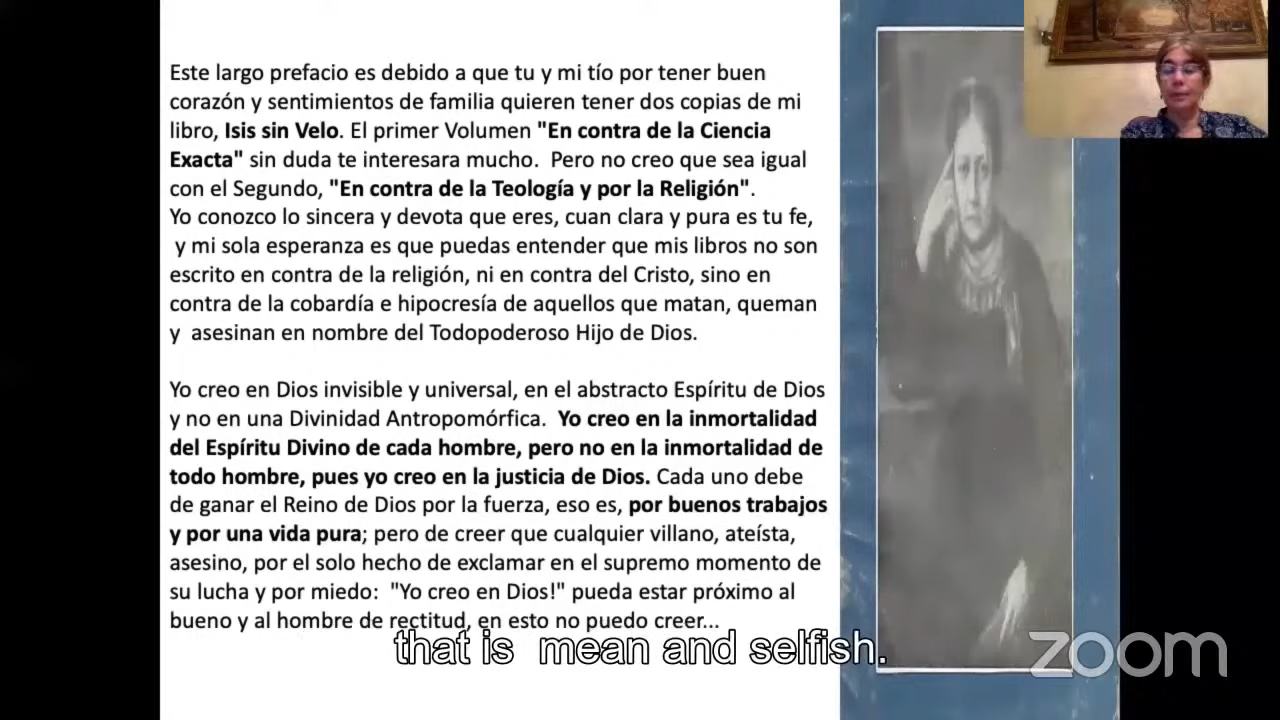 Este largo prefacio es debido a que tu y mi tío por tener buen
corazón y sentimientos de familia quieren tener dos copias de mi
libro, Isis sin Velo. El primer Volumen "En contra de la Ciencia
Exacta" sin duda te interesara mucho. Pero no creo que sea igual
con el Segundo, "En contra de la Teología y por la Religión".
Yo conozco lo sincera y devota que eres, cuan clara y pura es tu fe,
y mi sola esperanza es que puedas entender que mis libros no son
escrito en contra de la religión, ni en contra del Cristo, sino en
contra de la cobardía e hipocresía de aquellos que matan, queman
y asesinan en nombre del Todopoderoso Hijo de Dios.
Yo creo en Dios invisible y universal, en el abstracto Espíritu de Dios
y no en una Divinidad Antropomórfica. Yo creo en la inmortalidad
del Espíritu Divino de cada hombre, pero no en la inmortalidad de
todo hombre, pues yo creo en la justicia de Dios. Cada uno debe
de ganar el Reino de Dios por la fuerza, eso es, por buenos trabajos
y por una vida pura; pero de creer que cualquier villano, ateísta,
asesino, por el solo hecho de exclamar en el supremo momento de
su lucha y por miedo: "Yo creo en Dios!" pueda estar próximo al
bueno y al hombre de rectitud, en esto no puedo creer...
that is mean and selfish.
zoom